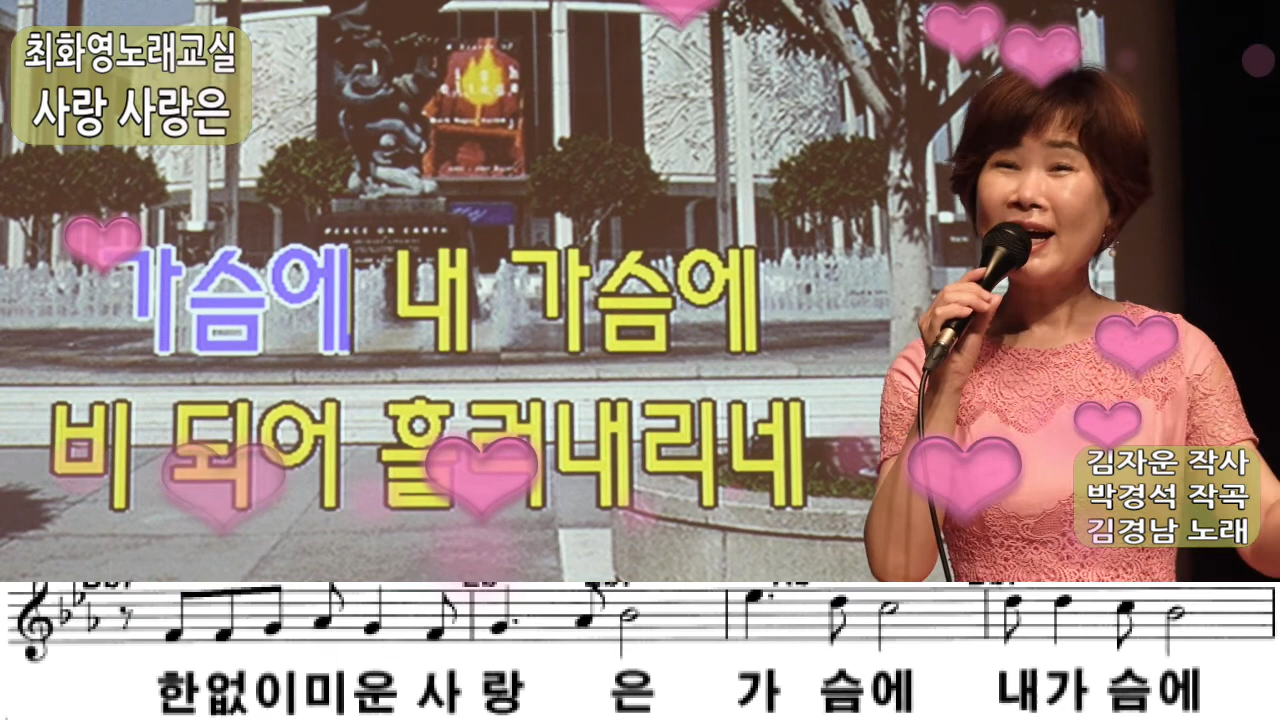 최화영노래교실
사랑 사랑은
PEACE ON EARTH
가슴에 내 가슴에
비 되어 흘러내리네
김자운 작사
박경석 작곡
김경남 노래
한없이미운 사 랑 은 가 슴에 내가 슴에